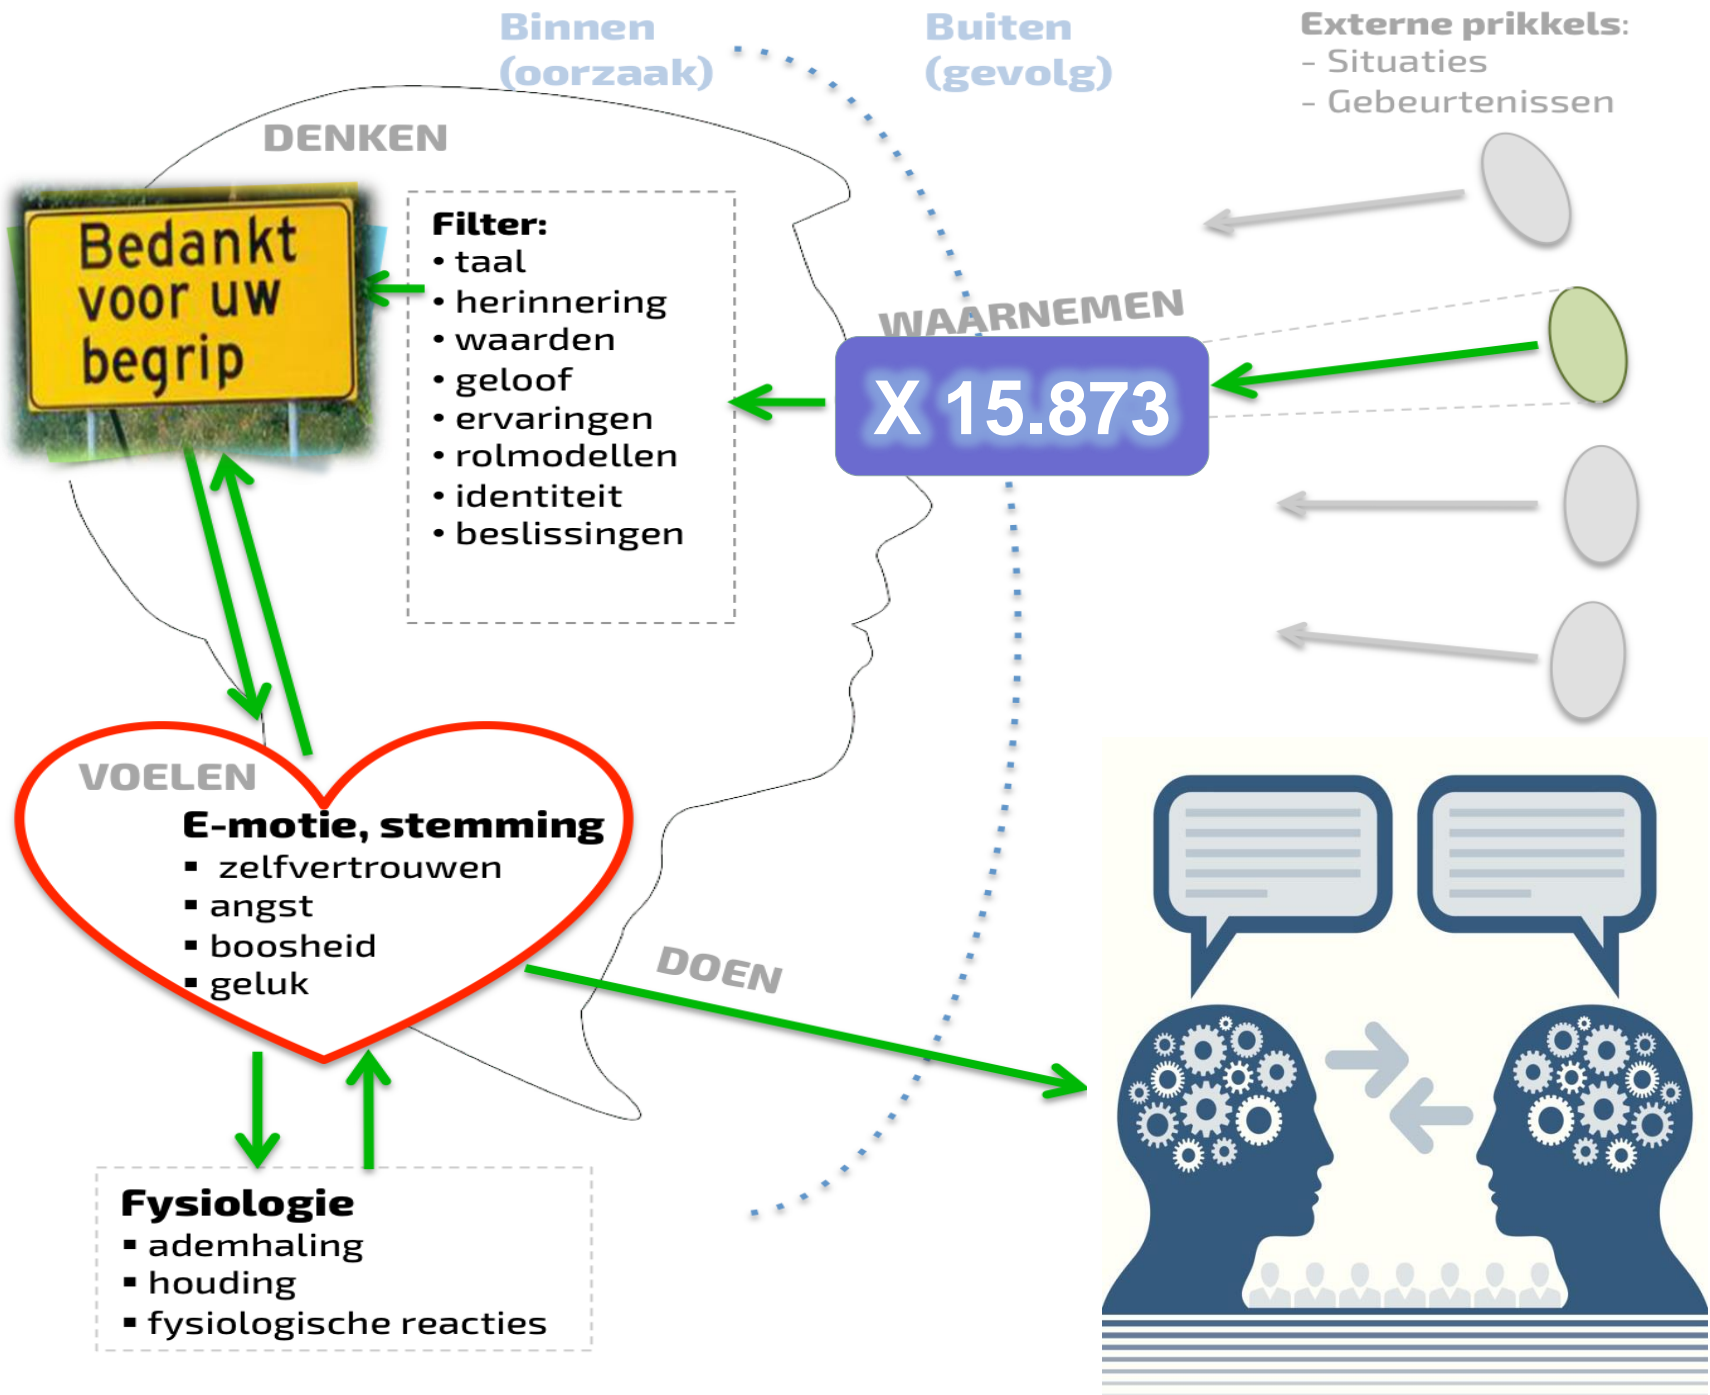 Binnen
(oorzaak)
Buiten
(gevolg)
Externe prikkels:
- Situaties
- Gebeurtenissen
DENKEN
Bedankt
voor uw
begrip
Filter:
• taal
• herinnering
• waarden
• geloof
• ervaringen
• rolmodellen
• identiteit
• beslissingen
WAARNEMEN
X 15.873
VOELEN
E-motie, stemming
▪ zelfvertrouwen
▪ angst
▪ boosheid
▪ geluk
DOEN
Fysiologie
▪ ademhaling
▪ houding
▪ fysiologische reacties